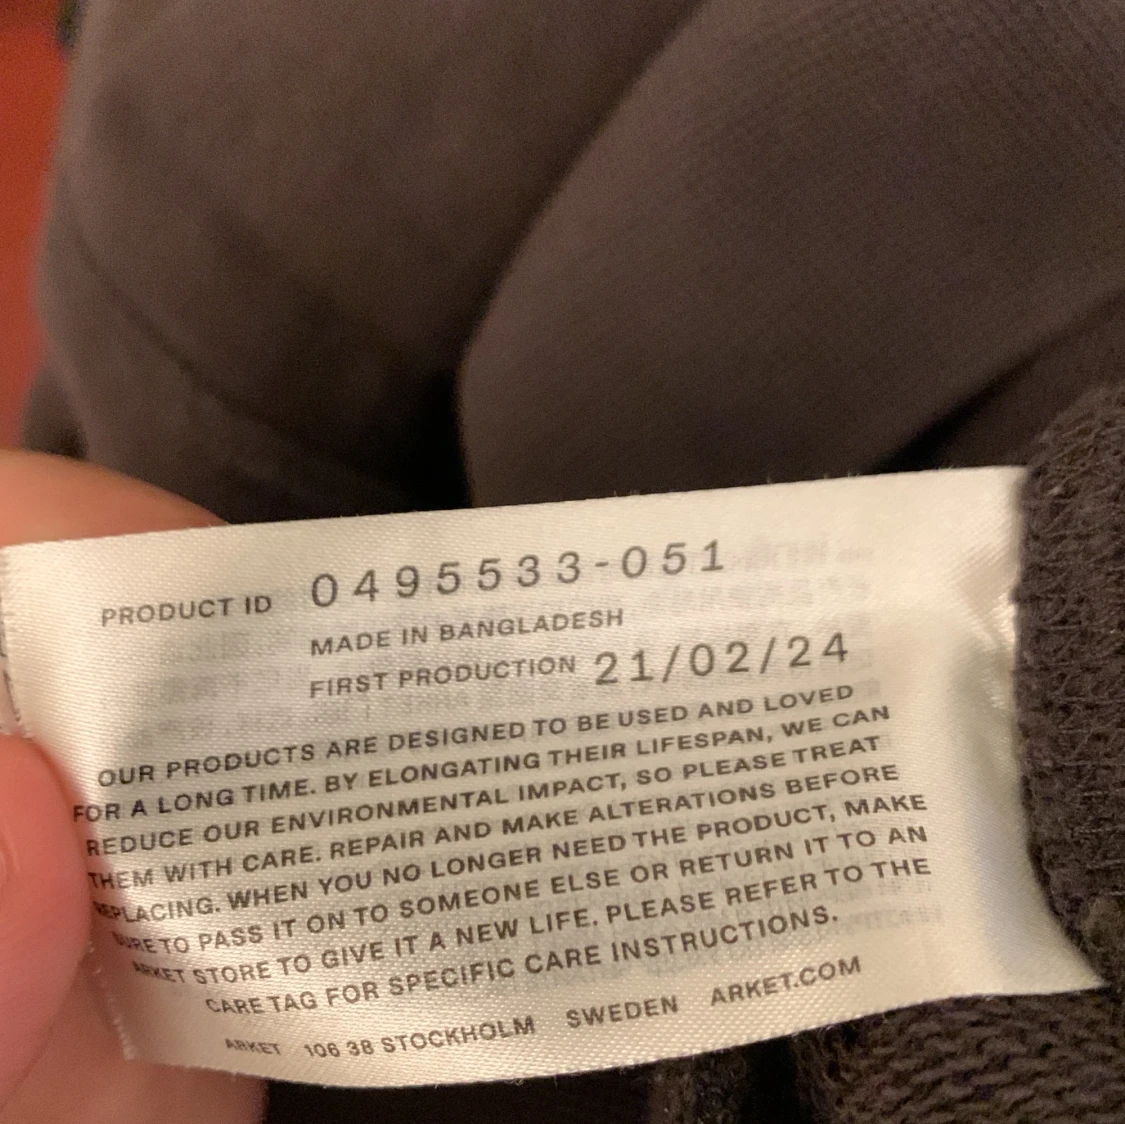 PRODUCT ID 0495533-051
MADE IN BANGLADESH
FIRST PRODUCTION 21/02/24
OUR PRODUCTS ARE DESIGNED TO BE USED AND LOVED
FOR A LONG TIME. BY ELONGATING THEIR LIFESPAN, WE CAN
REDUCE OUR ENVIRONMENTAL IMPACT, SO PLEASE TREAT
THEM WITH CARE. REPAIR AND MAKE ALTERATIONS BEFORE
REPLACING. WHEN YOU NO LONGER NEED THE PRODUCT, MAKE
SURE TO PASS IT ON TO SOMEONE ELSE OR RETURN IT TO AN
ARKET STORE TO GIVE IT A NEW LIFE. PLEASE REFER TO THE
CARE TAG FOR SPECIFIC CARE INSTRUCTIONS.
ARKET 106 38 STOCKHOLM SWEDEN ARKET.COM